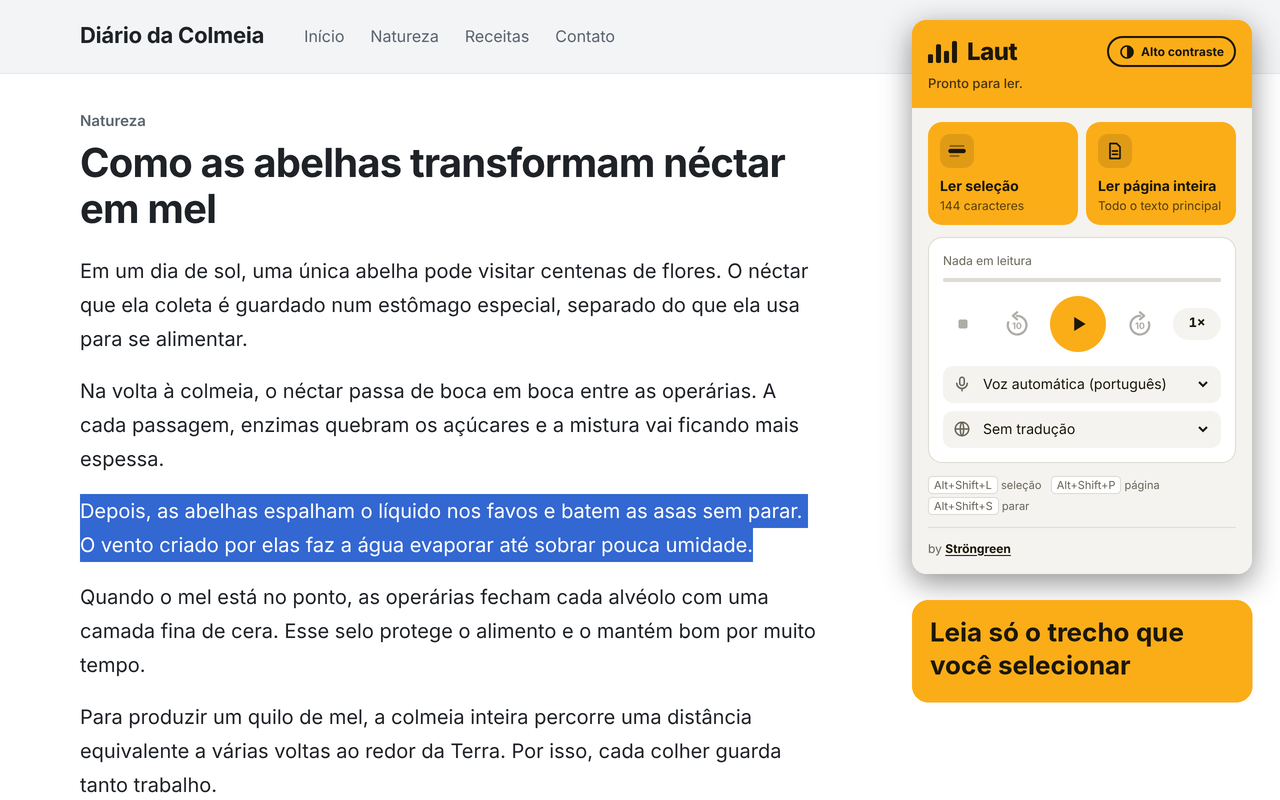 Diário da Colmeia
Início
Natureza
Receitas
Contato
Natureza
Como as abelhas transformam néctar
em mel
Em um dia de sol, uma única abelha pode visitar centenas de flores. O néctar
que ela coleta é guardado num estômago especial, separado do que ela usa
para se alimentar.
Na volta à colmeia, o néctar passa de boca em boca entre as operárias. A
cada passagem, enzimas quebram os açúcares e a mistura vai ficando mais
espessa.
Depois, as abelhas espalham o líquido nos favos e batem as asas sem parar.
O vento criado por elas faz a água evaporar até sobrar pouca umidade.
Quando o mel está no ponto, as operárias fecham cada alvéolo com uma
camada fina de cera. Esse selo protege o alimento e o mantém bom por muito
tempo.
Para produzir um quilo de mel, a colmeia inteira percorre uma distância
equivalente a várias voltas ao redor da Terra. Por isso, cada colher guarda
tanto trabalho.
Laut
Alto contraste
Pronto para ler.
Ler seleção
144 caracteres
Ler página inteira
Todo o texto principal
Nada em leitura
10
10
1×
Voz automática (português)
Sem tradução
Alt+Shift+L seleção Alt+Shift+P página
Alt+Shift+S parar
by Ströngreen
Leia só o trecho que
você selecionar